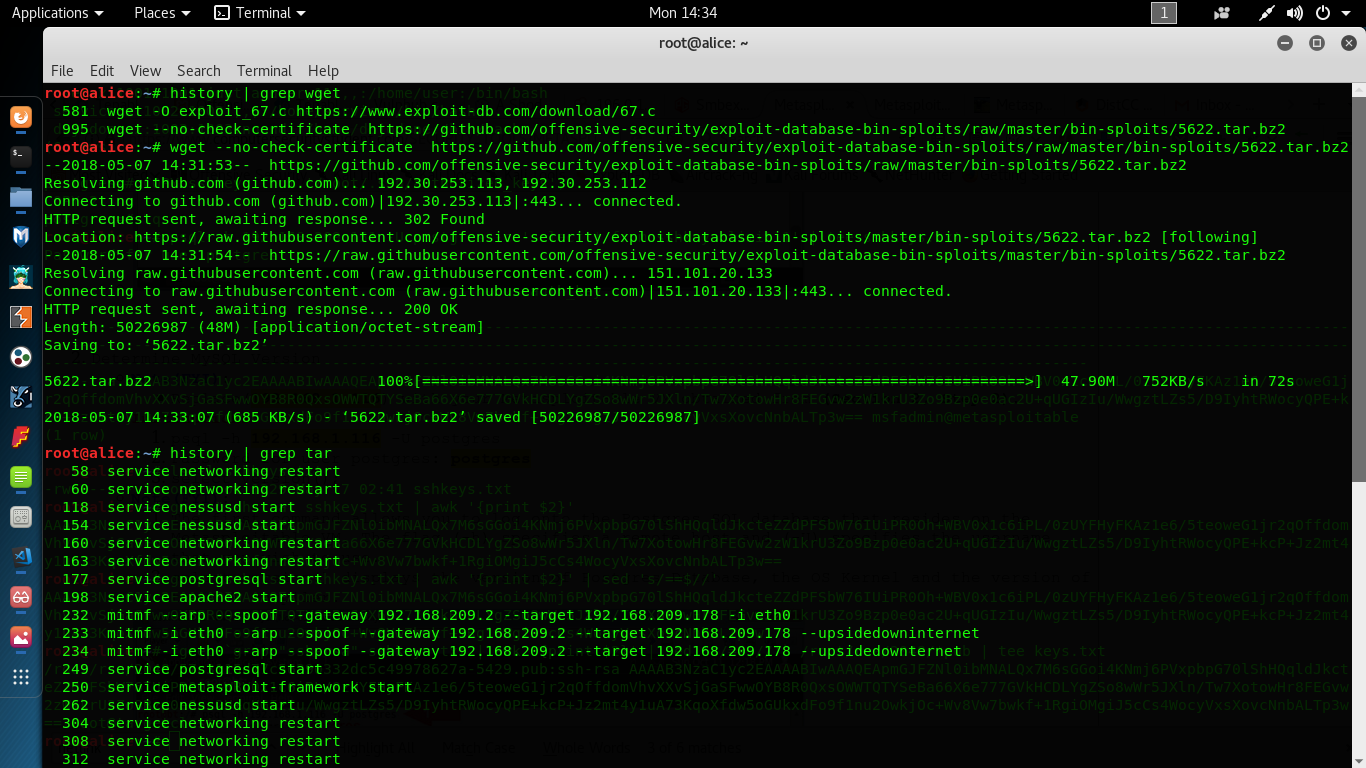 Applications Places Terminal Mon 14:34 1
root@alice: ~
File Edit View Search Terminal Help
root@alice:~# history | grep wget
581 wget -O exploit_67.c https://www.exploit-db.com/download/67.c
995 wget --no-check-certificate https://github.com/offensive-security/exploit-database-bin-sploits/raw/master/bin-sploits/5622.tar.bz2
root@alice:~# wget --no-check-certificate https://github.com/offensive-security/exploit-database-bin-sploits/raw/master/bin-sploits/5622.tar.bz2
--2018-05-07 14:31:53-- https://github.com/offensive-security/exploit-database-bin-sploits/raw/master/bin-sploits/5622.tar.bz2
Resolving github.com (github.com)... 192.30.253.113, 192.30.253.112
Connecting to github.com (github.com)|192.30.253.113|:443... connected.
HTTP request sent, awaiting response... 302 Found
Location: https://raw.githubusercontent.com/offensive-security/exploit-database-bin-sploits/master/bin-sploits/5622.tar.bz2 [following]
--2018-05-07 14:31:54-- https://raw.githubusercontent.com/offensive-security/exploit-database-bin-sploits/master/bin-sploits/5622.tar.bz2
Resolving raw.githubusercontent.com (raw.githubusercontent.com)... 151.101.20.133
Connecting to raw.githubusercontent.com (raw.githubusercontent.com)|151.101.20.133|:443... connected.
HTTP request sent, awaiting response... 200 OK
Length: 50226987 (48M) [application/octet-stream]
Saving to: ‘5622.tar.bz2’
5622.tar.bz2 100%[===================================================================>] 47.90M 752KB/s in 72s
2018-05-07 14:33:07 (685 KB/s) - ‘5622.tar.bz2’ saved [50226987/50226987]
root@alice:~# history | grep tar
58 service networking restart
60 service networking restart
118 service nessusd start
154 service nessusd start
160 service networking restart
163 service networking restart
177 service postgresql start
198 service apache2 start
232 mitmf --arp --spoof --gateway 192.168.209.2 --target 192.168.209.178 -i eth0
233 mitmf -i eth0 --arp --spoof --gateway 192.168.209.2 --target 192.168.209.178 --upsidedowninternet
234 mitmf -i eth0 --arp --spoof --gateway 192.168.209.2 --target 192.168.209.178 --upsidedownternet
249 service postgresql start
250 service metasploit-framework start
262 service nessusd start
304 service networking restart
308 service networking restart
312 service networking restart